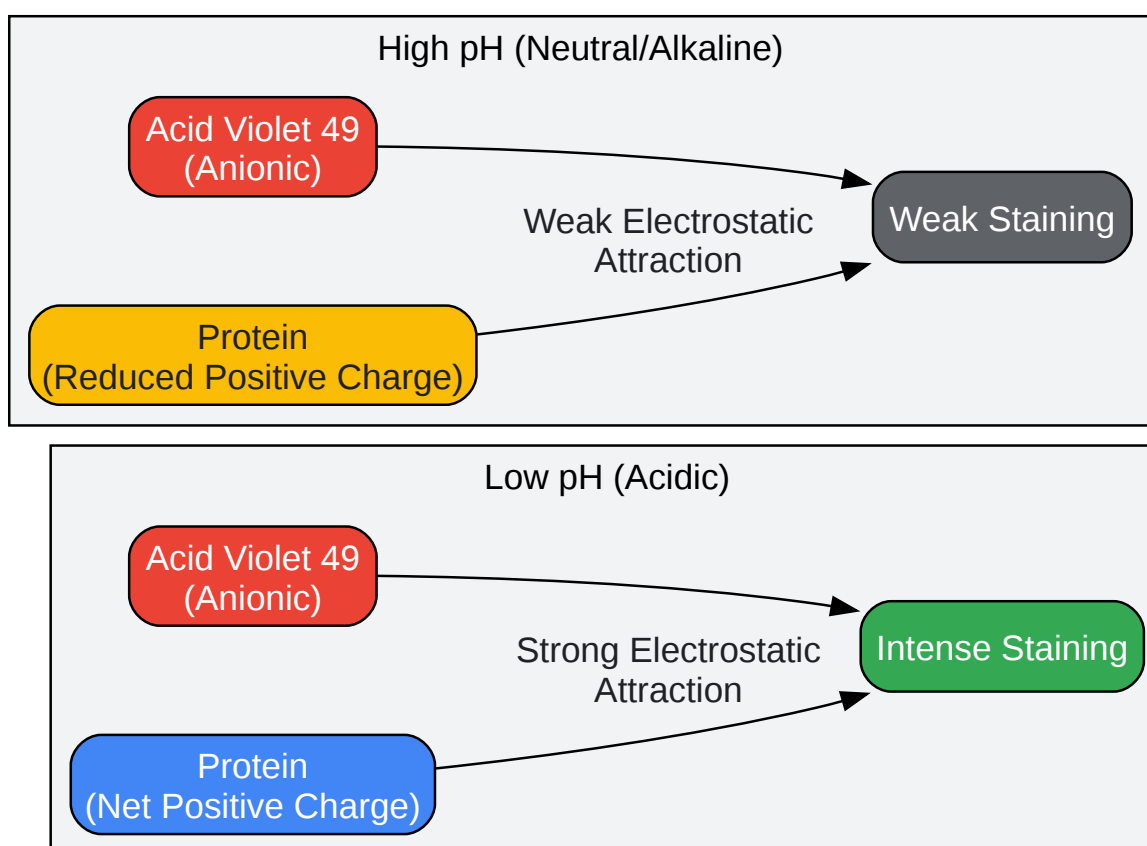 High pH (Neutral/Alkaline)
Acid Violet 49
(Anionic)
Weak Electrostatic
Attraction
Weak Staining
Protein
(Reduced Positive Charge)
Low pH (Acidic)
Acid Violet 49
(Anionic)
Strong Electrostatic
Attraction
Intense Staining
Protein
(Net Positive Charge)